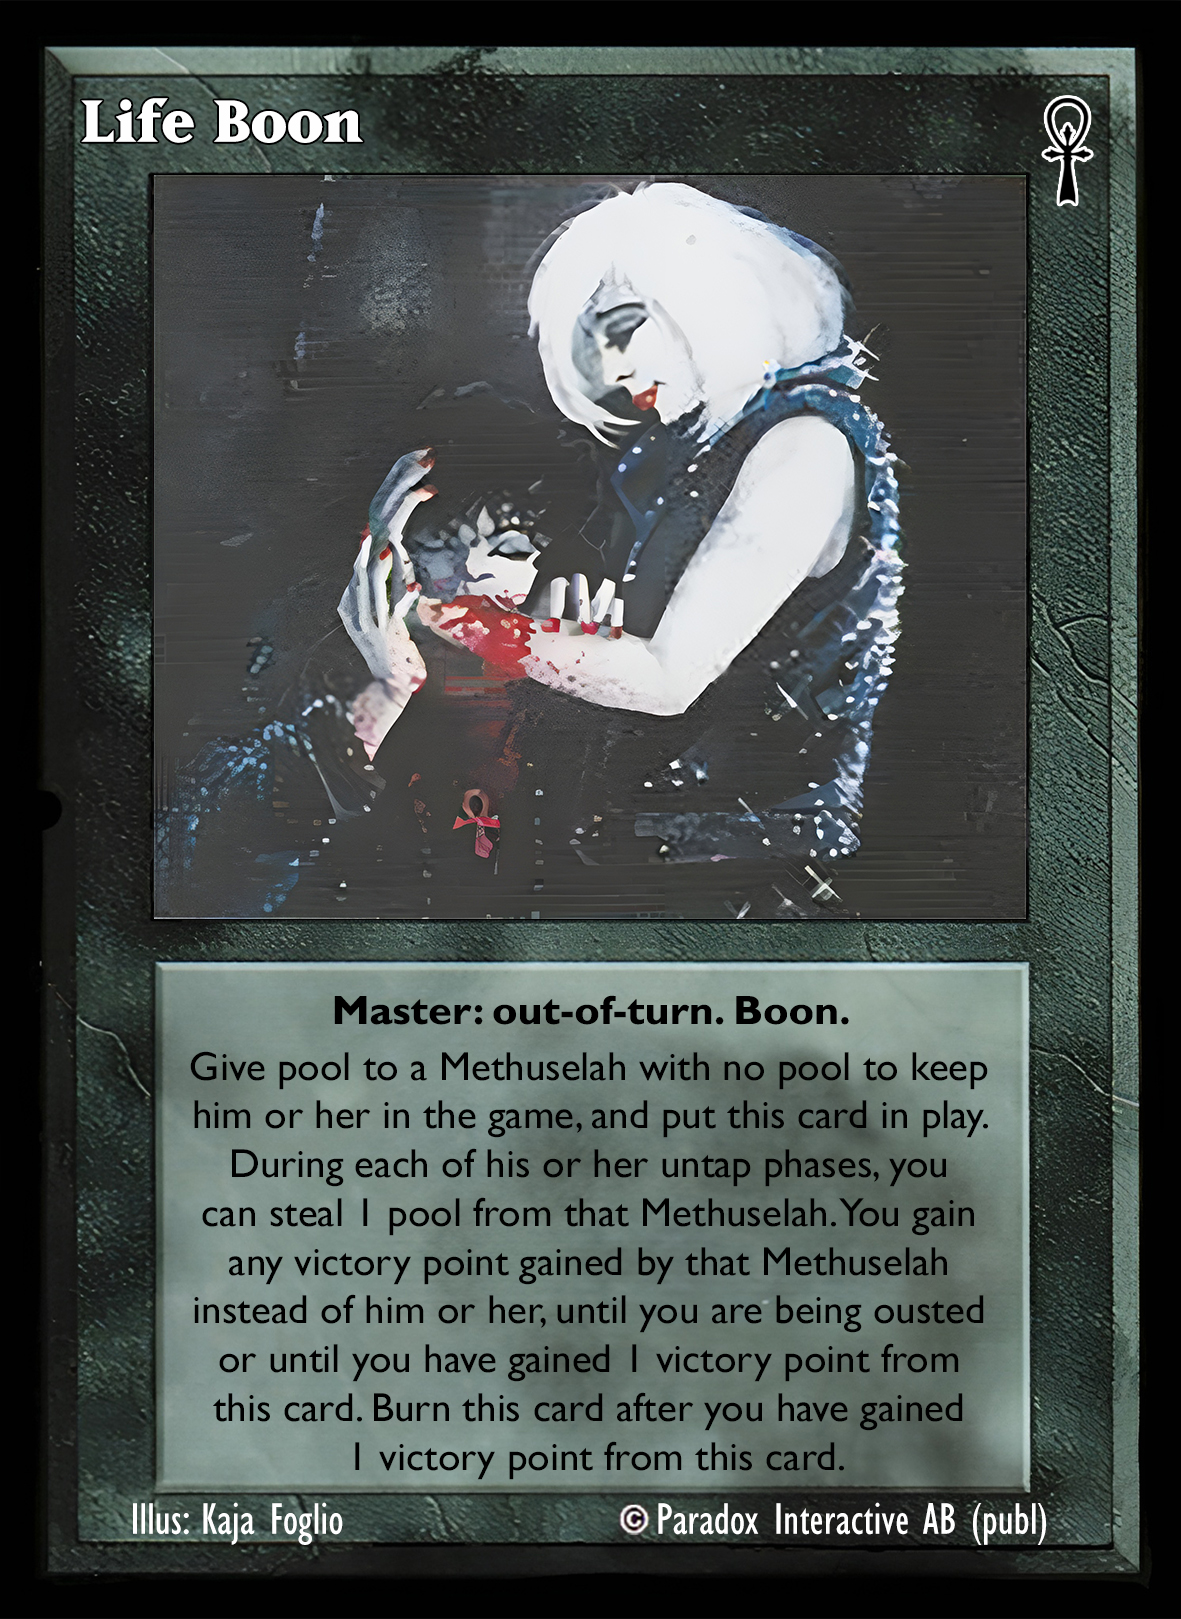 Life Boon
Master: out-of-turn. Boon.
Give pool to a Methuselah with no pool to keep
him or her in the game, and put this card in play.
During each of his or her untap phases, you
can steal 1 pool from that Methuselah. You gain
any victory point gained by that Methuselah
instead of him or her, until you are being ousted
or until you have gained 1 victory point from
this card. Burn this card after you have gained
1 victory point from this card.
Illus: Kaja Foglio
© Paradox Interactive AB (publ)